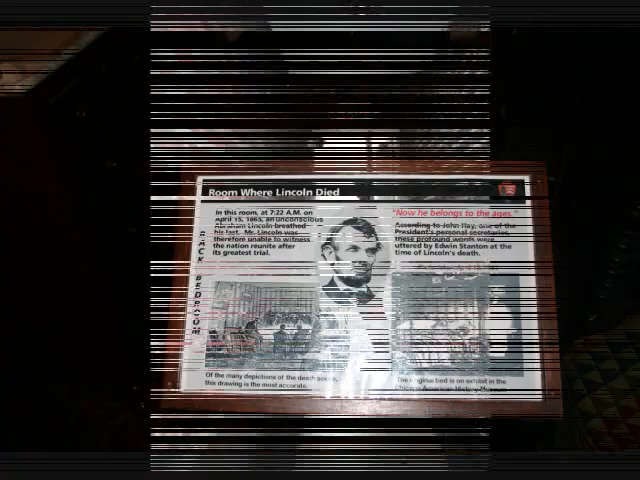 Room Where Lincoln Died
In this room, at 7:22 A.M. on
April 15, 1865, an unconscious
Abraham Lincoln breathed
his last. Mr. Lincoln was
therefore unable to witness
the nation reunite after
its greatest trial.
"Now he belongs to the ages."
According to John Hay, one of the
President's personal secretaries,
these profound words were
uttered by Edwin Stanton at the
time of Lincoln's death.
BACK BEDROOM
Of the many depictions of the death scene,
this drawing is the most accurate.
The original bed is on exhibit in the
Chicago American History Museum